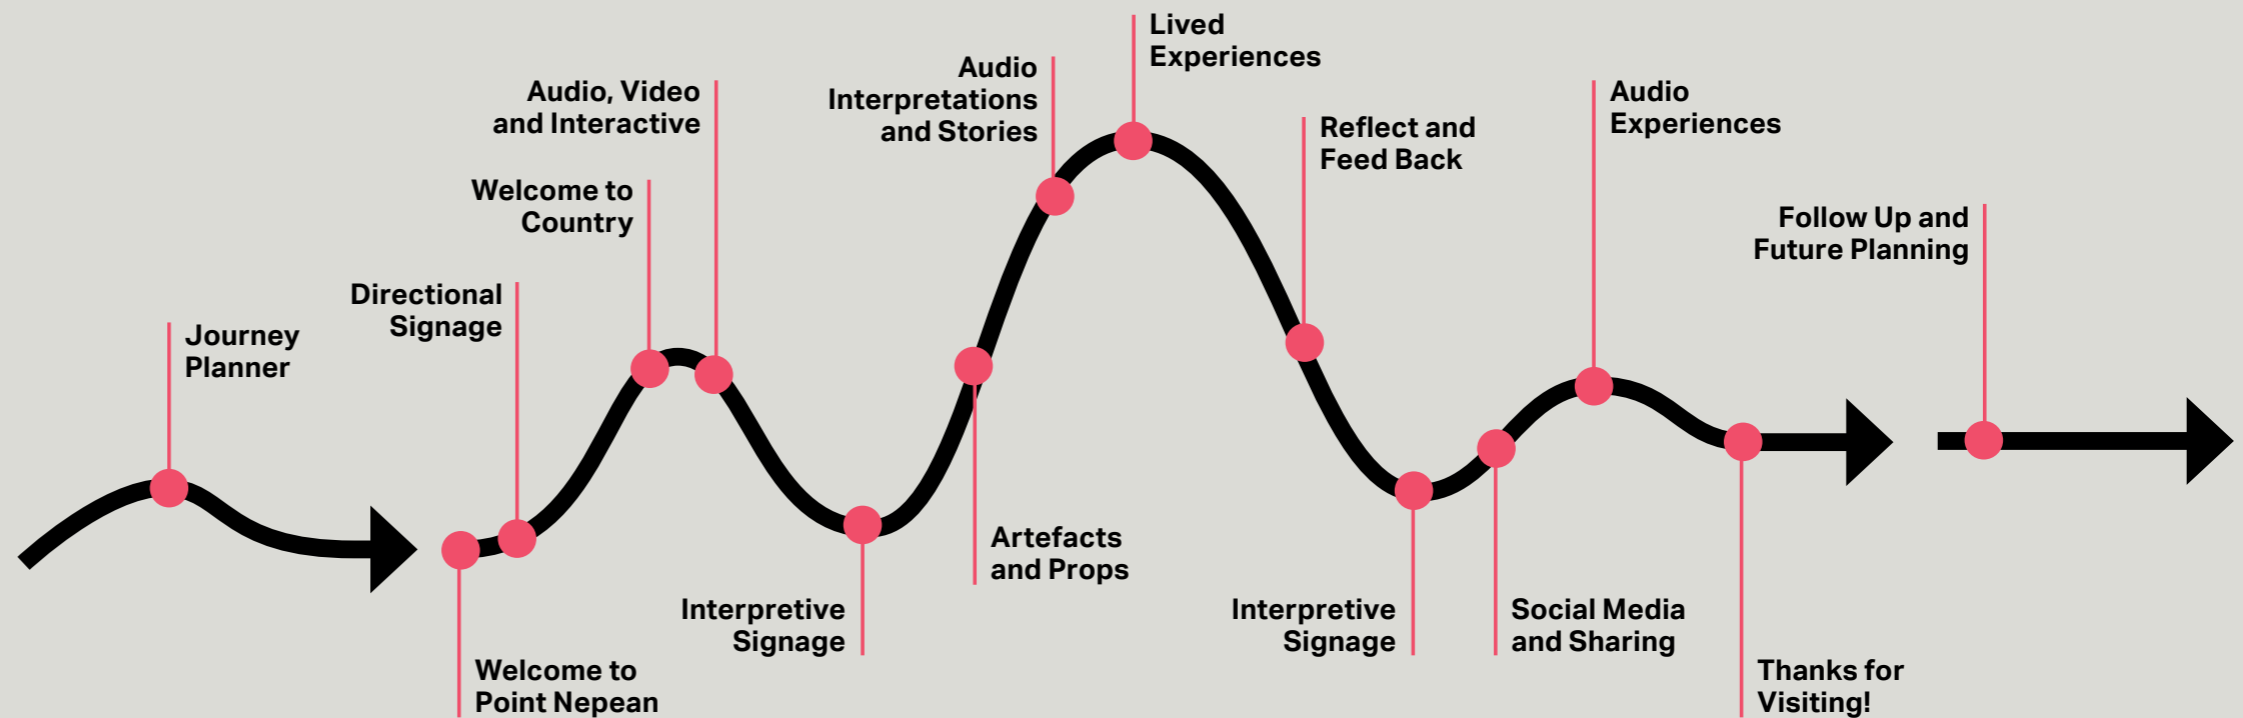 Journey
Planner
Welcome to
Point Nepean
Directional
Signage
Welcome to
Country
Audio, Video
and Interactive
Interpretive
Signage
Artefacts
and Props
Audio
Interpretations
and Stories
Lived
Experiences
Reflect and
Feed Back
Interpretive
Signage
Social Media
and Sharing
Audio
Experiences
Thanks for
Visiting!
Follow Up and
Future Planning